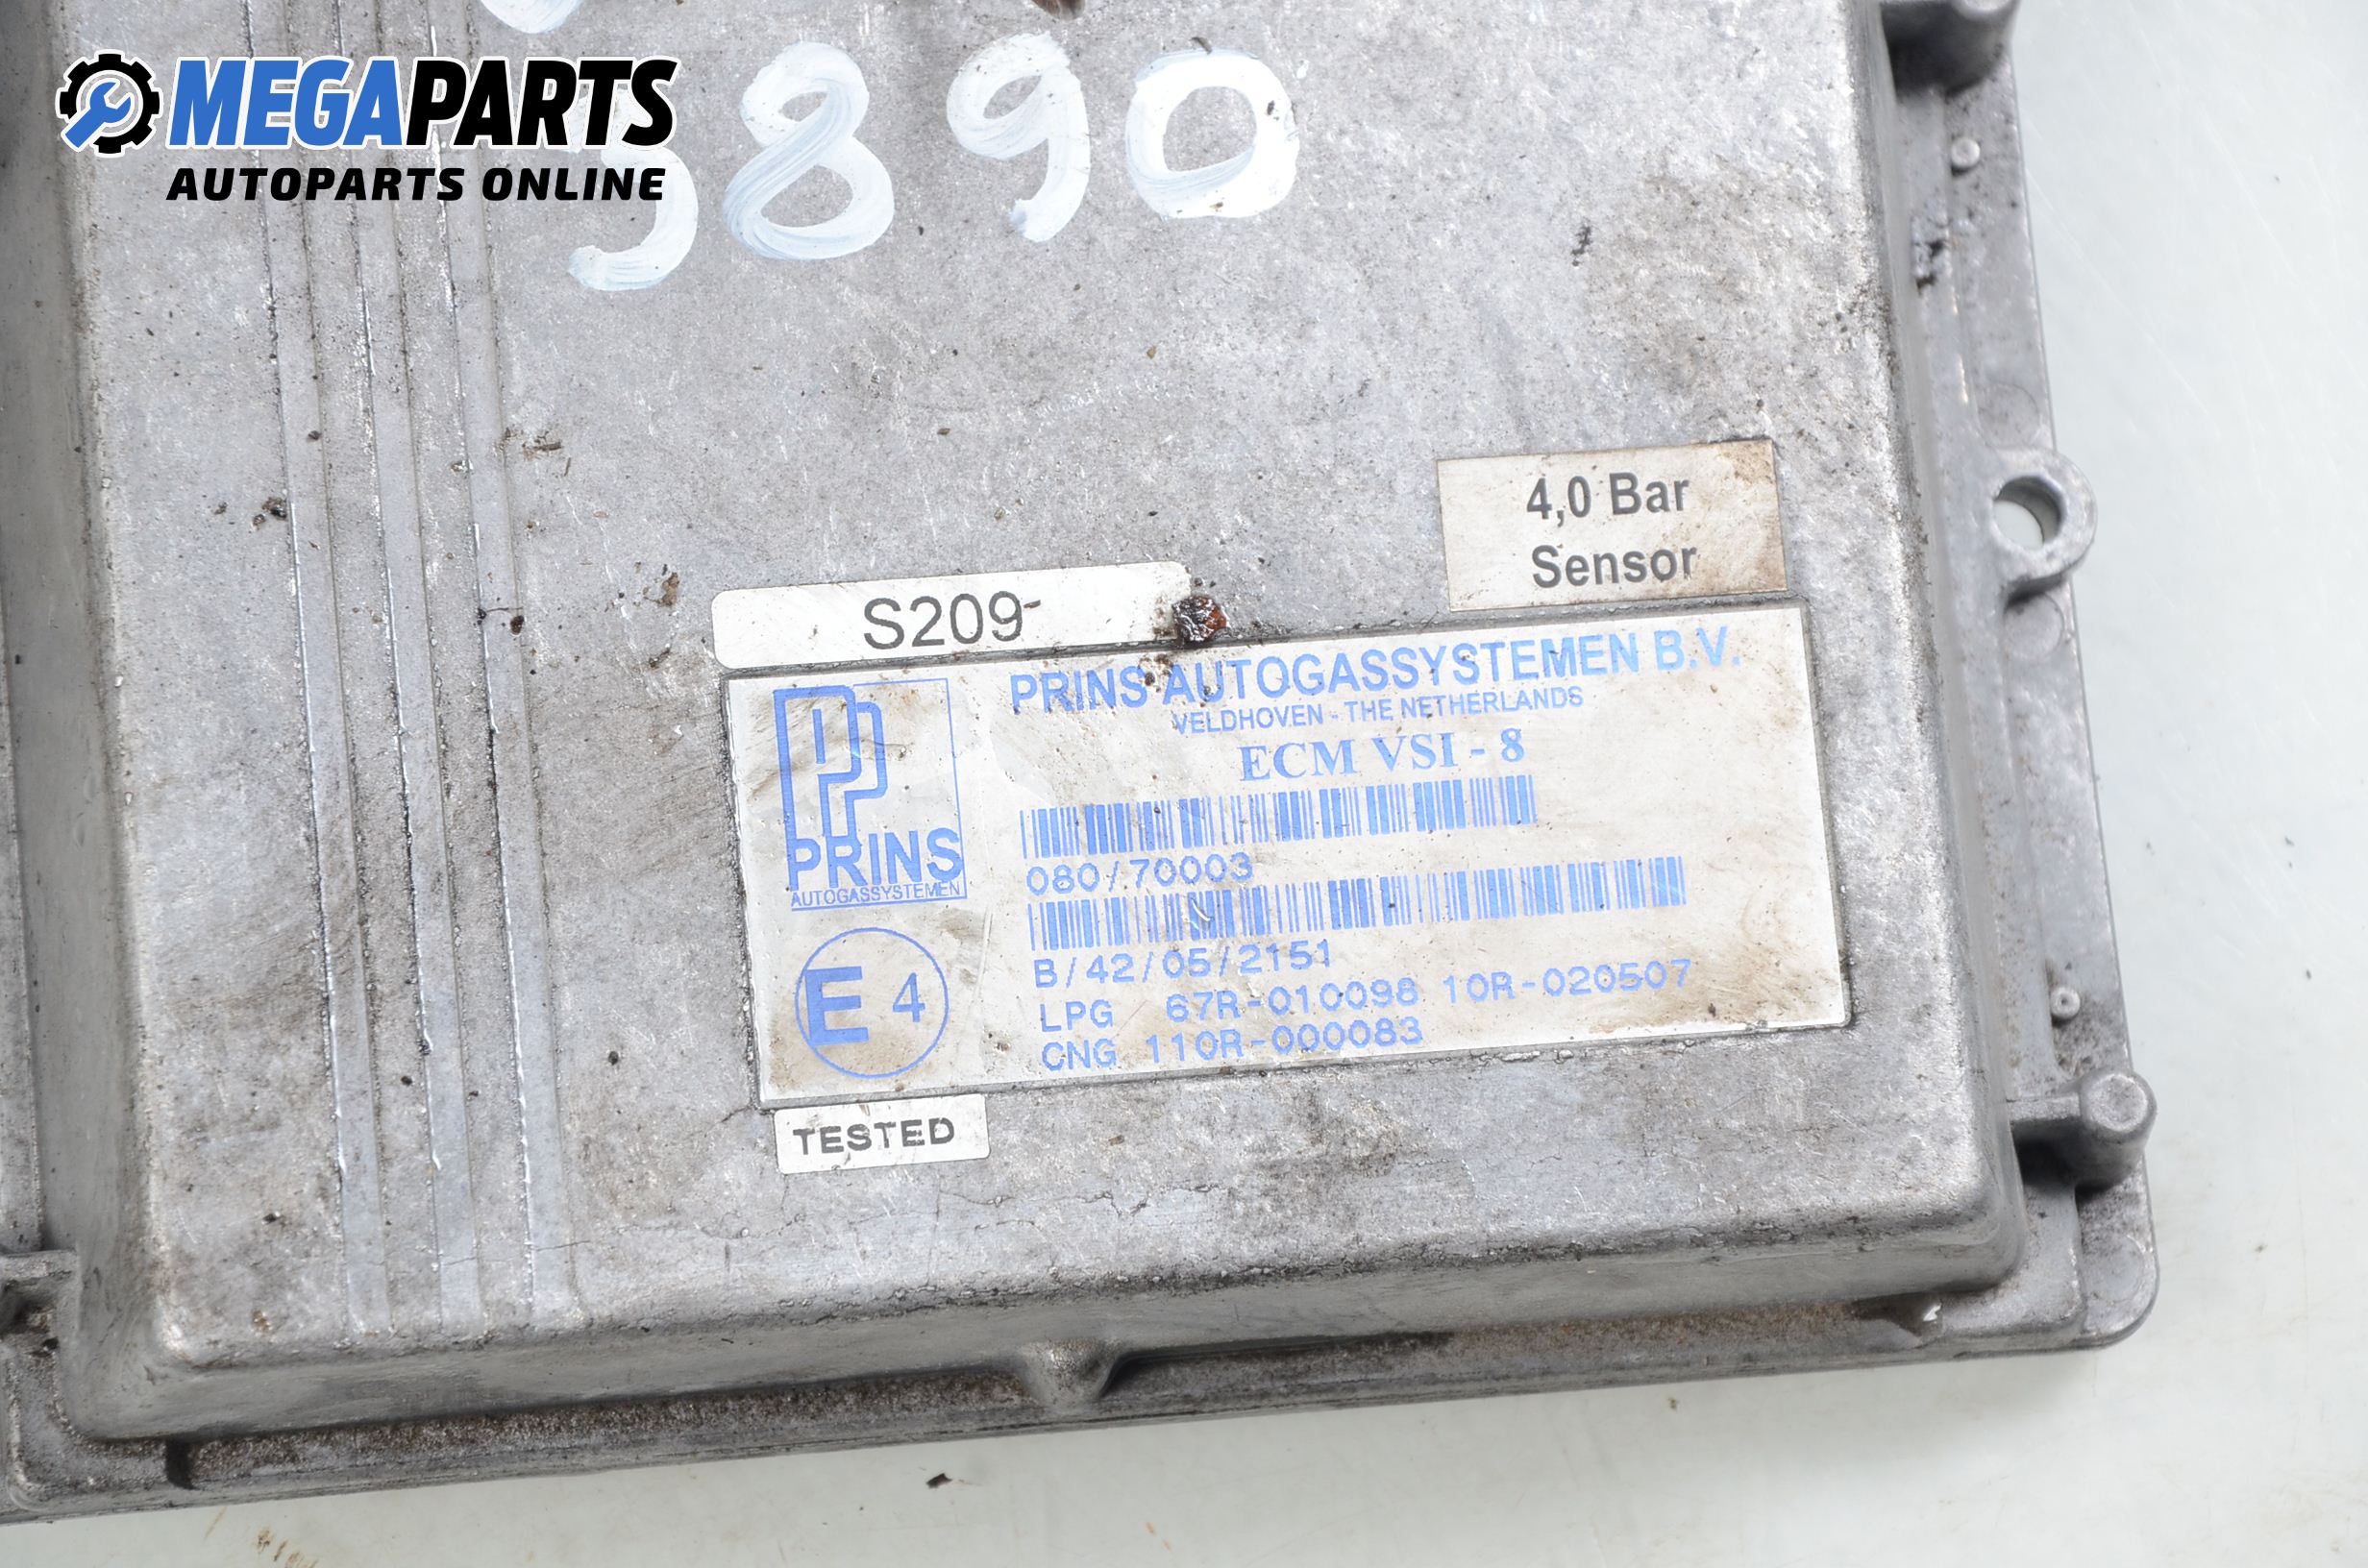 MEGAPARTS
AUTOPARTS ONLINE
3890
4,0 Bar
Sensor
S209-
PRINS AUTOGASSYSTEMEN B.V.
VELDHOVEN - THE NETHERLANDS
ECM VSI - 8
PRINS
AUTOGASSYSTEMEN
080/70003
B/42/05/2151
E 4
LPG 67R-010098 10R-020507
CNG 110R-000083
TESTED